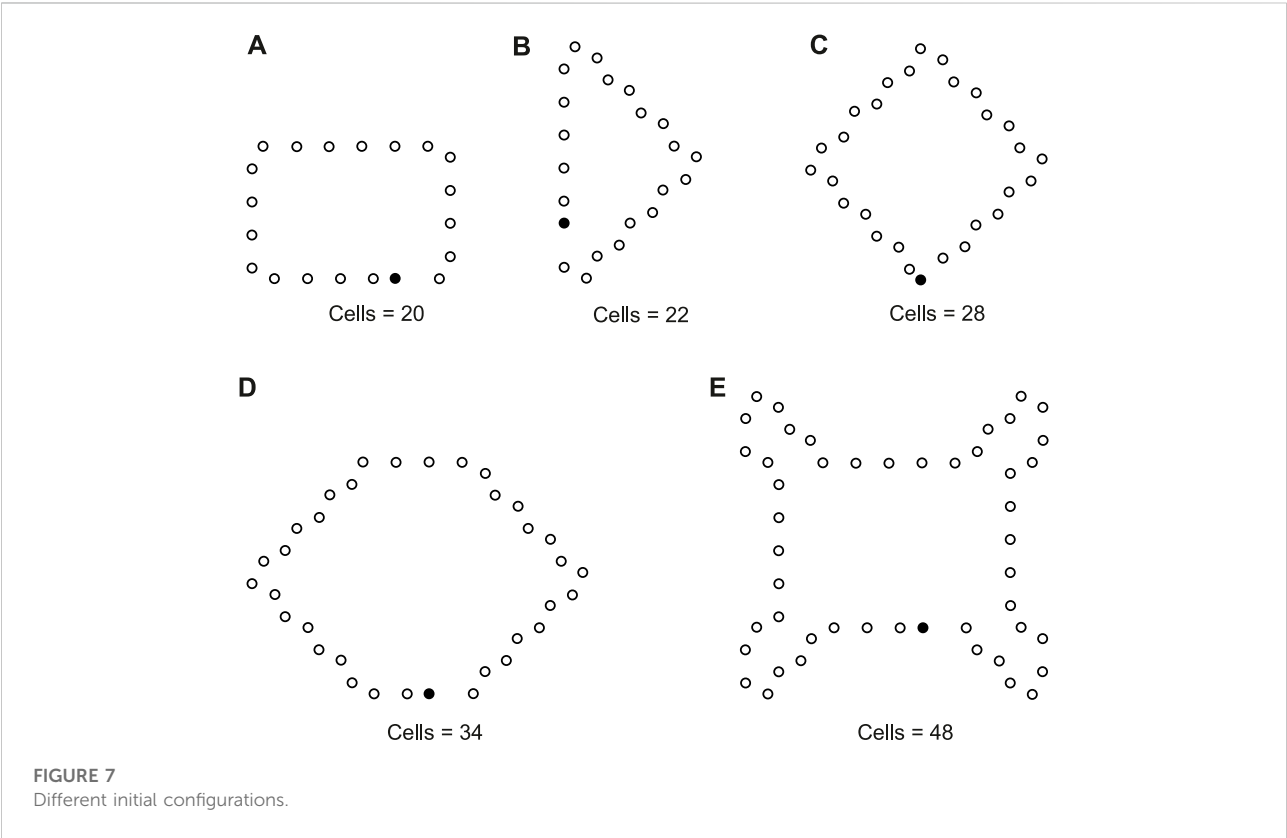 A
B
C
Cells = 20
Cells = 22
Cells = 28
D
E
Cells = 34
Cells = 48
FIGURE 7
Different initial configurations.